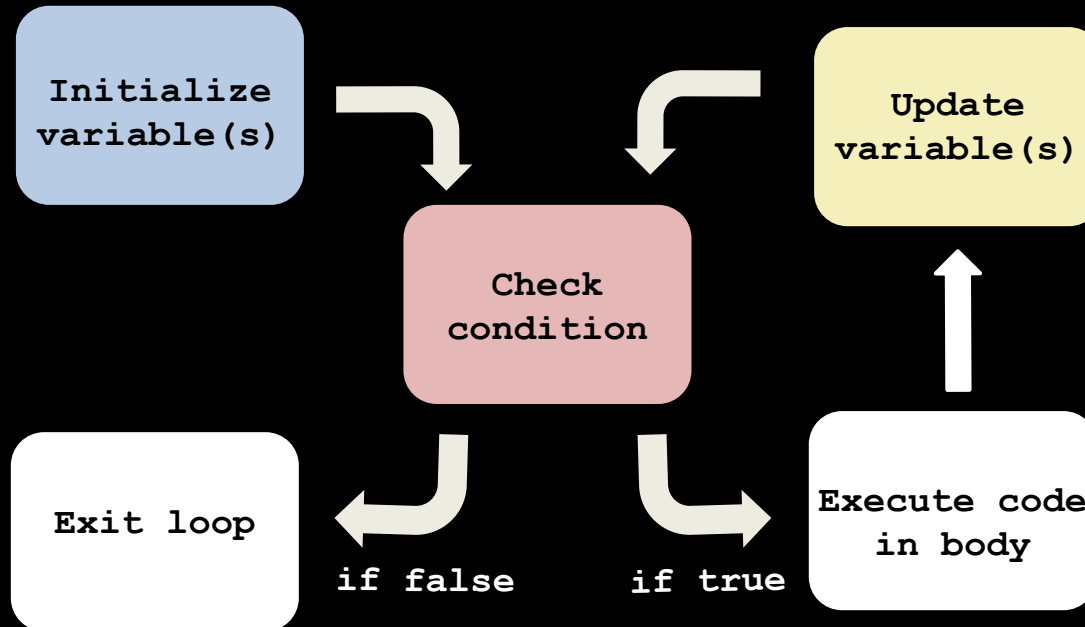 Initialize
variable(s)
Update
variable(s)
Check
condition
Exit loop
Execute code
in body
if false
if true